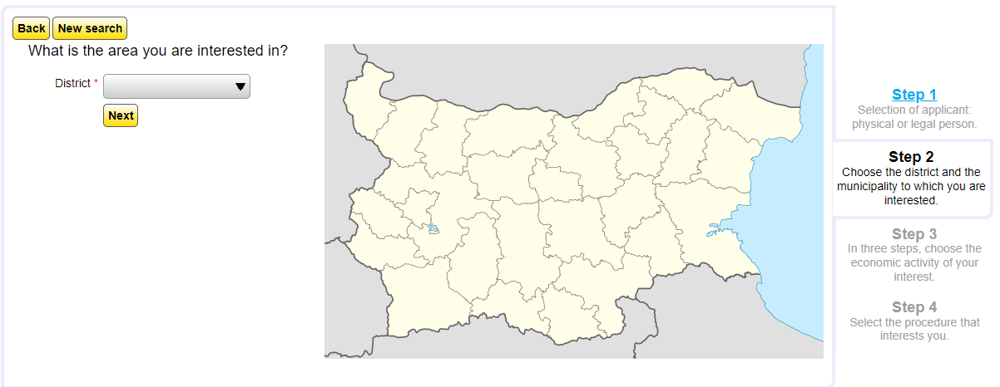 Back New search
What is the area you are interested in?
District *
Next
Step 1
Selection of applicant:
physical or legal person.
Step 2
Choose the district and the
municipality to which you are
interested.
Step 3
In three steps, choose the
economic activity of your
interest.
Step 4
Select the procedure that
interests you.